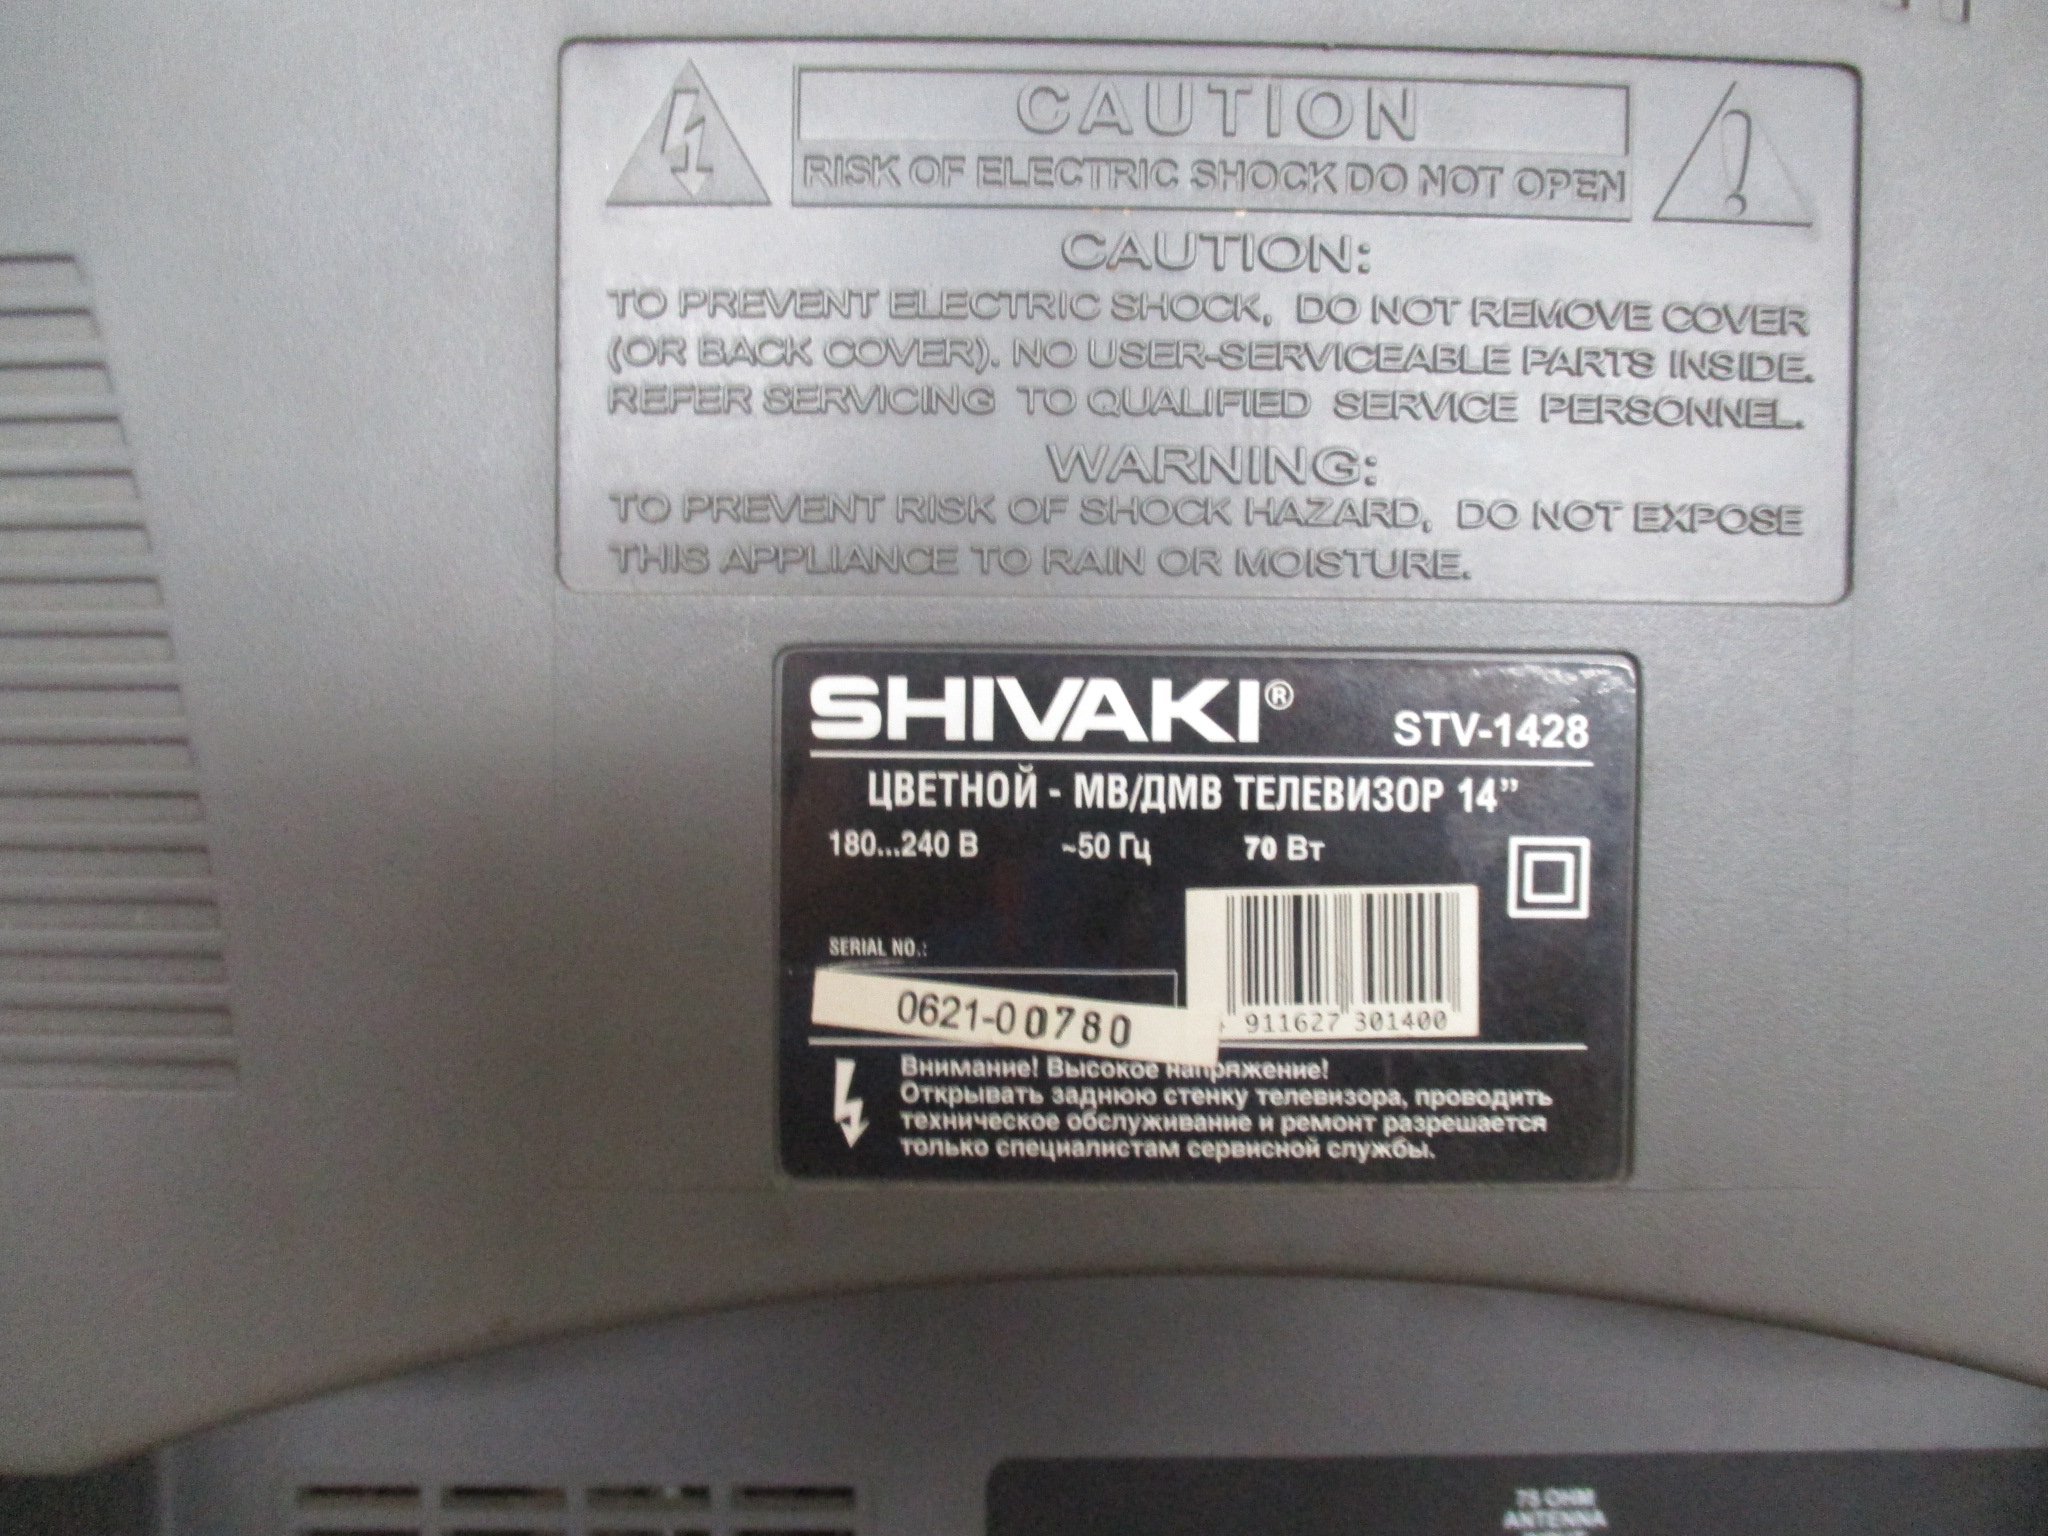 CAUTION
RISK OF ELECTRIC SHOCK DO NOT OPEN
CAUTION:
TO PREVENT ELECTRIC SHOCK, DO NOT REMOVE COVER
(OR BACK COVER). NO USER-SERVICEABLE PARTS INSIDE.
REFER SERVICING TO QUALIFIED SERVICE PERSONNEL.
WARNING:
TO PREVENT RISK OF SHOCK HAZARD, DO NOT EXPOSE
THIS APPLIANCE TO RAIN OR MOISTURE.
SHIVAKI® STV-1428
ЦВЕТНОЙ - МВ/ДМВ ТЕЛЕВИЗОР 14”
180...240 В ~50 Гц 70 Вт
SERIAL NO.:
0621-00780
911627 301400
Внимание! Высокое напряжение!
Открывать заднюю стенку телевизора, проводить
техническое обслуживание и ремонт разрешается
только специалистам сервисной службы.
75 OHM
ANTENNA